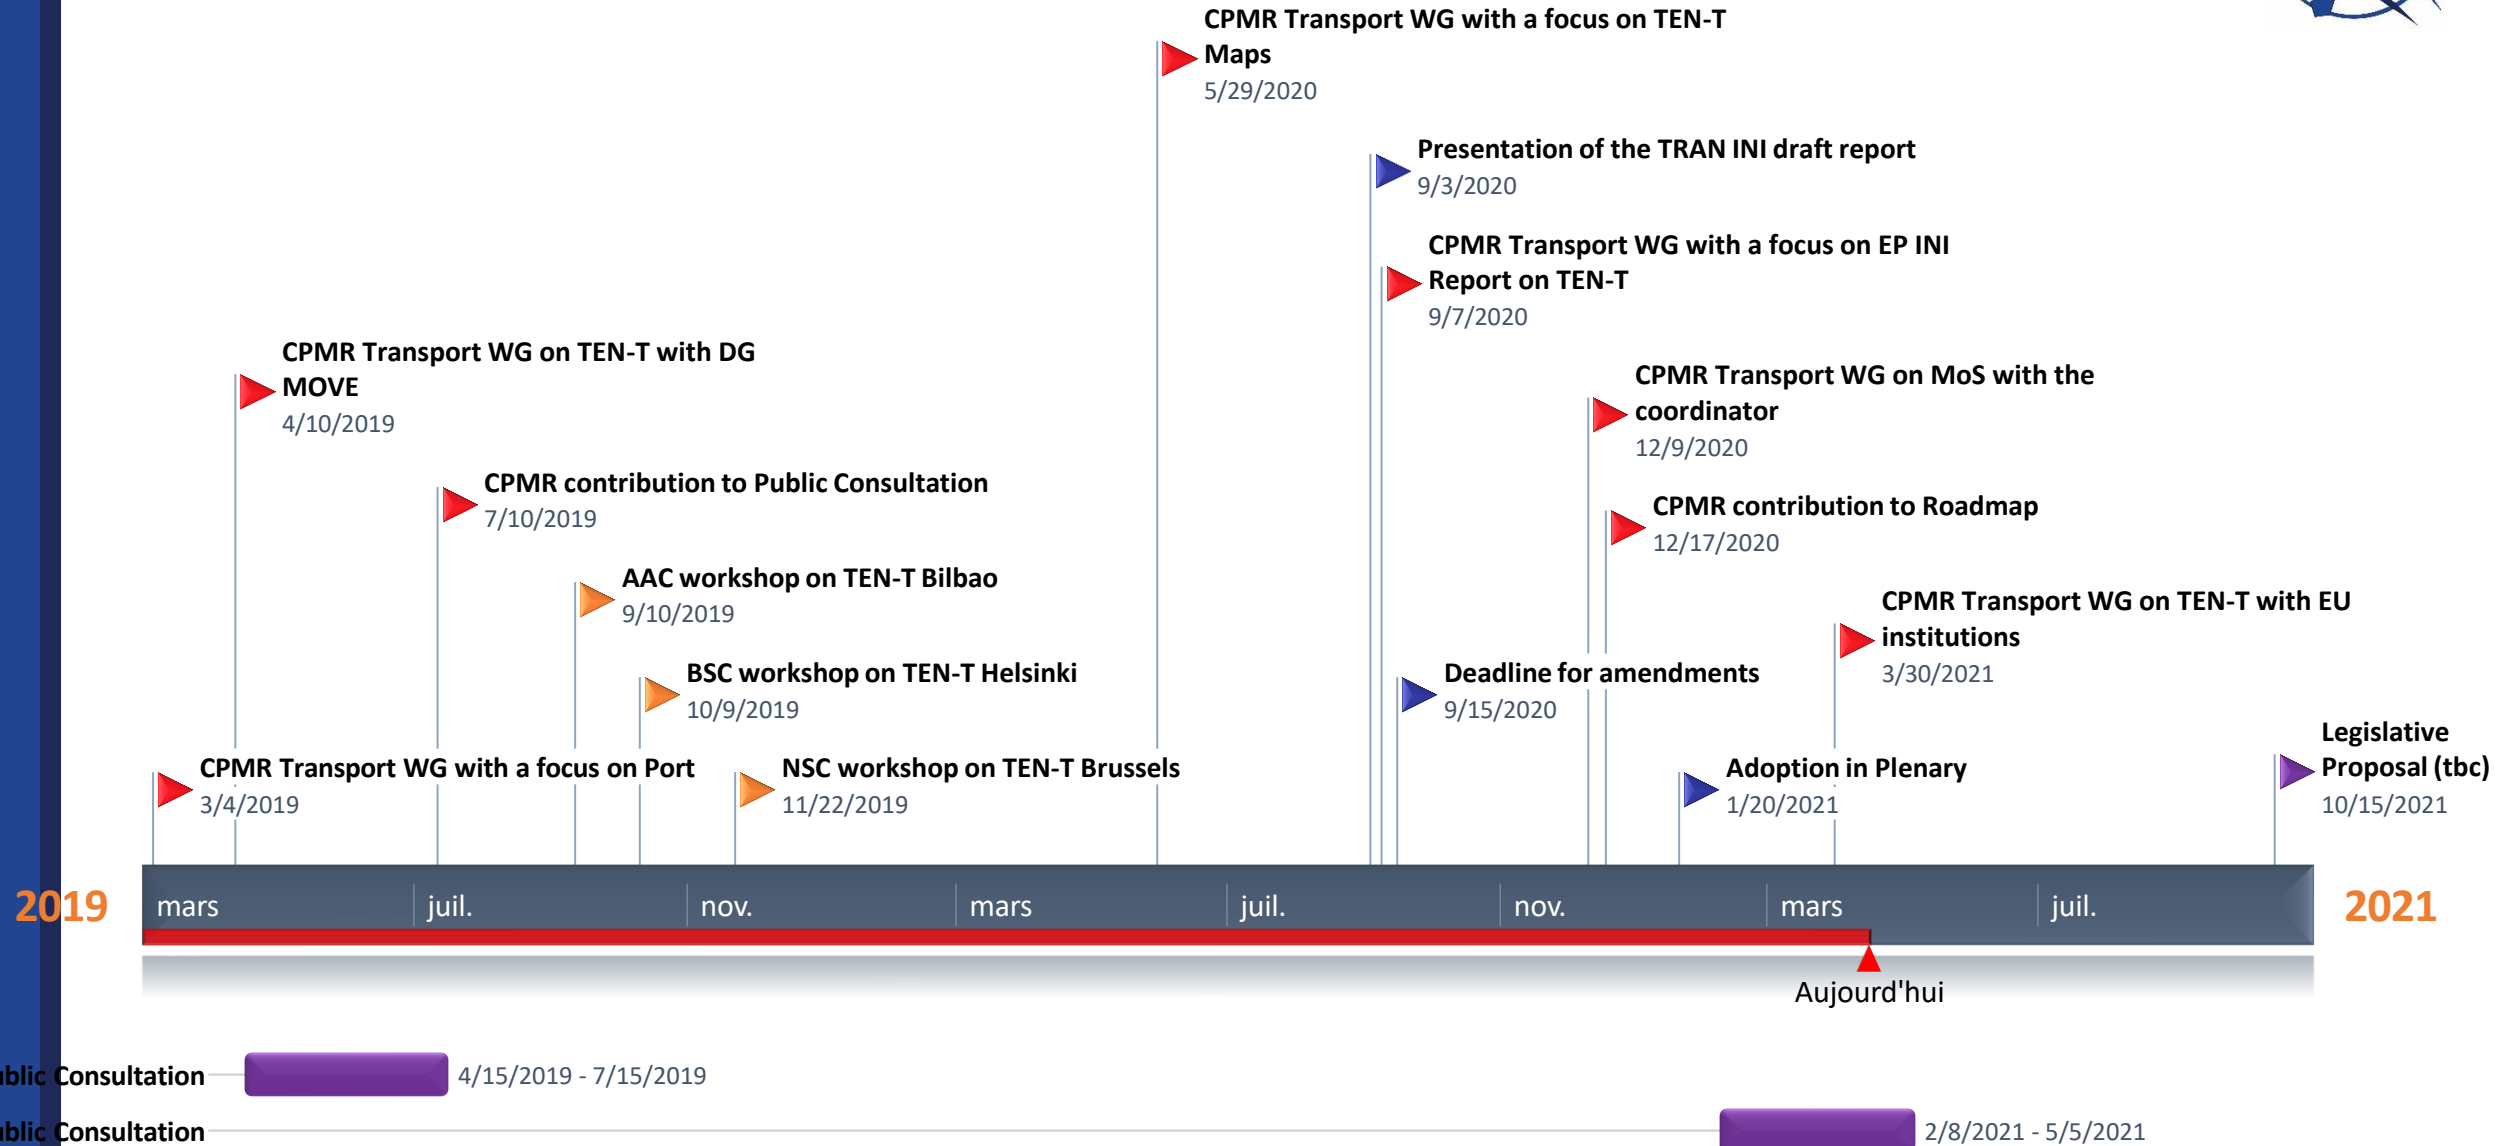 CPMR Transport WG with a focus on TEN-T
Maps
5/29/2020
Presentation of the TRAN INI draft report
9/3/2020
CPMR Transport WG with a focus on EP INI
Report on TEN-T
9/7/2020
CPMR Transport WG on TEN-T with DG
MOVE
4/10/2019
CPMR Transport WG on MoS with the
coordinator
12/9/2020
CPMR contribution to Public Consultation
7/10/2019
CPMR contribution to Roadmap
12/17/2020
AAC workshop on TEN-T Bilbao
9/10/2019
CPMR Transport WG on TEN-T with EU
institutions
3/30/2021
BSC workshop on TEN-T Helsinki
10/9/2019
Deadline for amendments
9/15/2020
Legislative
Proposal (tbc)
10/15/2021
CPMR Transport WG with a focus on Port
3/4/2019
NSC workshop on TEN-T Brussels
11/22/2019
Adoption in Plenary
1/20/2021
2019
mars
juil.
nov.
mars
juil.
nov.
mars
juil.
2021
Aujourd'hui
Consultation
4/15/2019 - 7/15/2019
Consultation
2/8/2021 - 5/5/2021